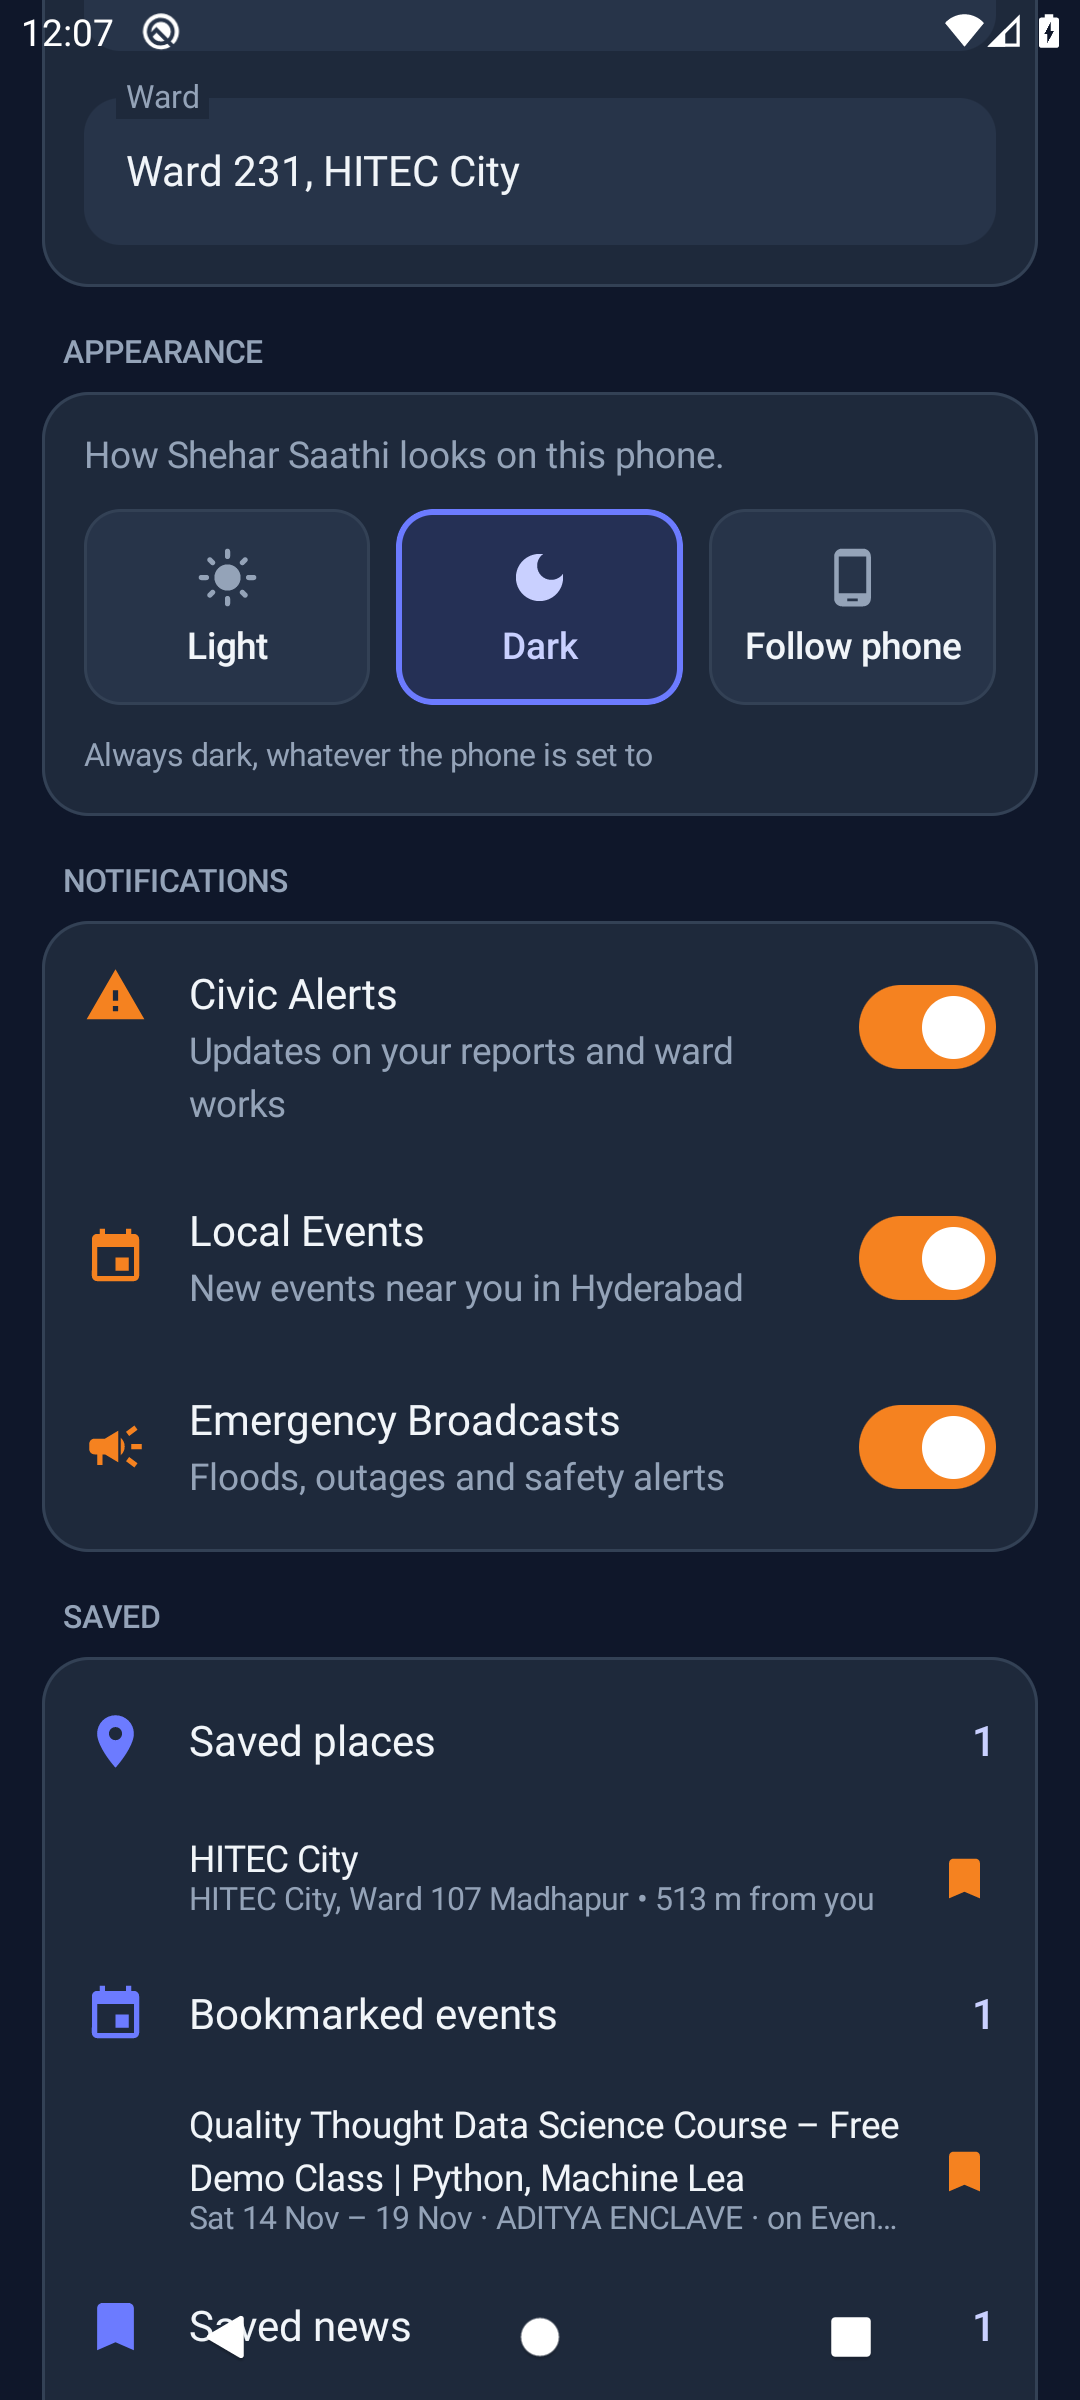 12:07
Ward
Ward 231, HITEC City
APPEARANCE
How Shehar Saathi looks on this phone.
Light
Dark
Follow phone
Always dark, whatever the phone is set to
NOTIFICATIONS
Civic Alerts
Updates on your reports and ward
works
Local Events
New events near you in Hyderabad
Emergency Broadcasts
Floods, outages and safety alerts
SAVED
Saved places 1
HITEC City
HITEC City, Ward 107 Madhapur • 513 m from you
Bookmarked events 1
Quality Thought Data Science Course – Free
Demo Class | Python, Machine Lea
Sat 14 Nov – 19 Nov · ADITYA ENCLAVE · on Even...
Saved news 1